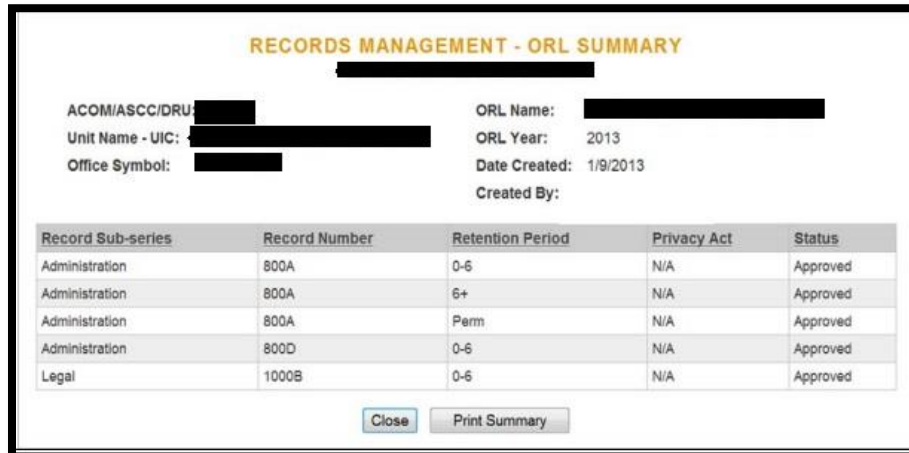 RECORDS MANAGEMENT - ORL SUMMARY
ACOM/ASCC/DRU:
ORL Name:
Unit Name - UIC:
ORL Year: 2013
Office Symbol:
Date Created: 1/9/2013
Created By:
Record Sub-series Record Number Retention Period Privacy Act Status
Administration 800A 0-6 N/A Approved
Administration 800A 6+ N/A Approved
Administration 800A Perm N/A Approved
Administration 800D 0-6 N/A Approved
Legal 1000B 0-6 N/A Approved
Close Print Summary